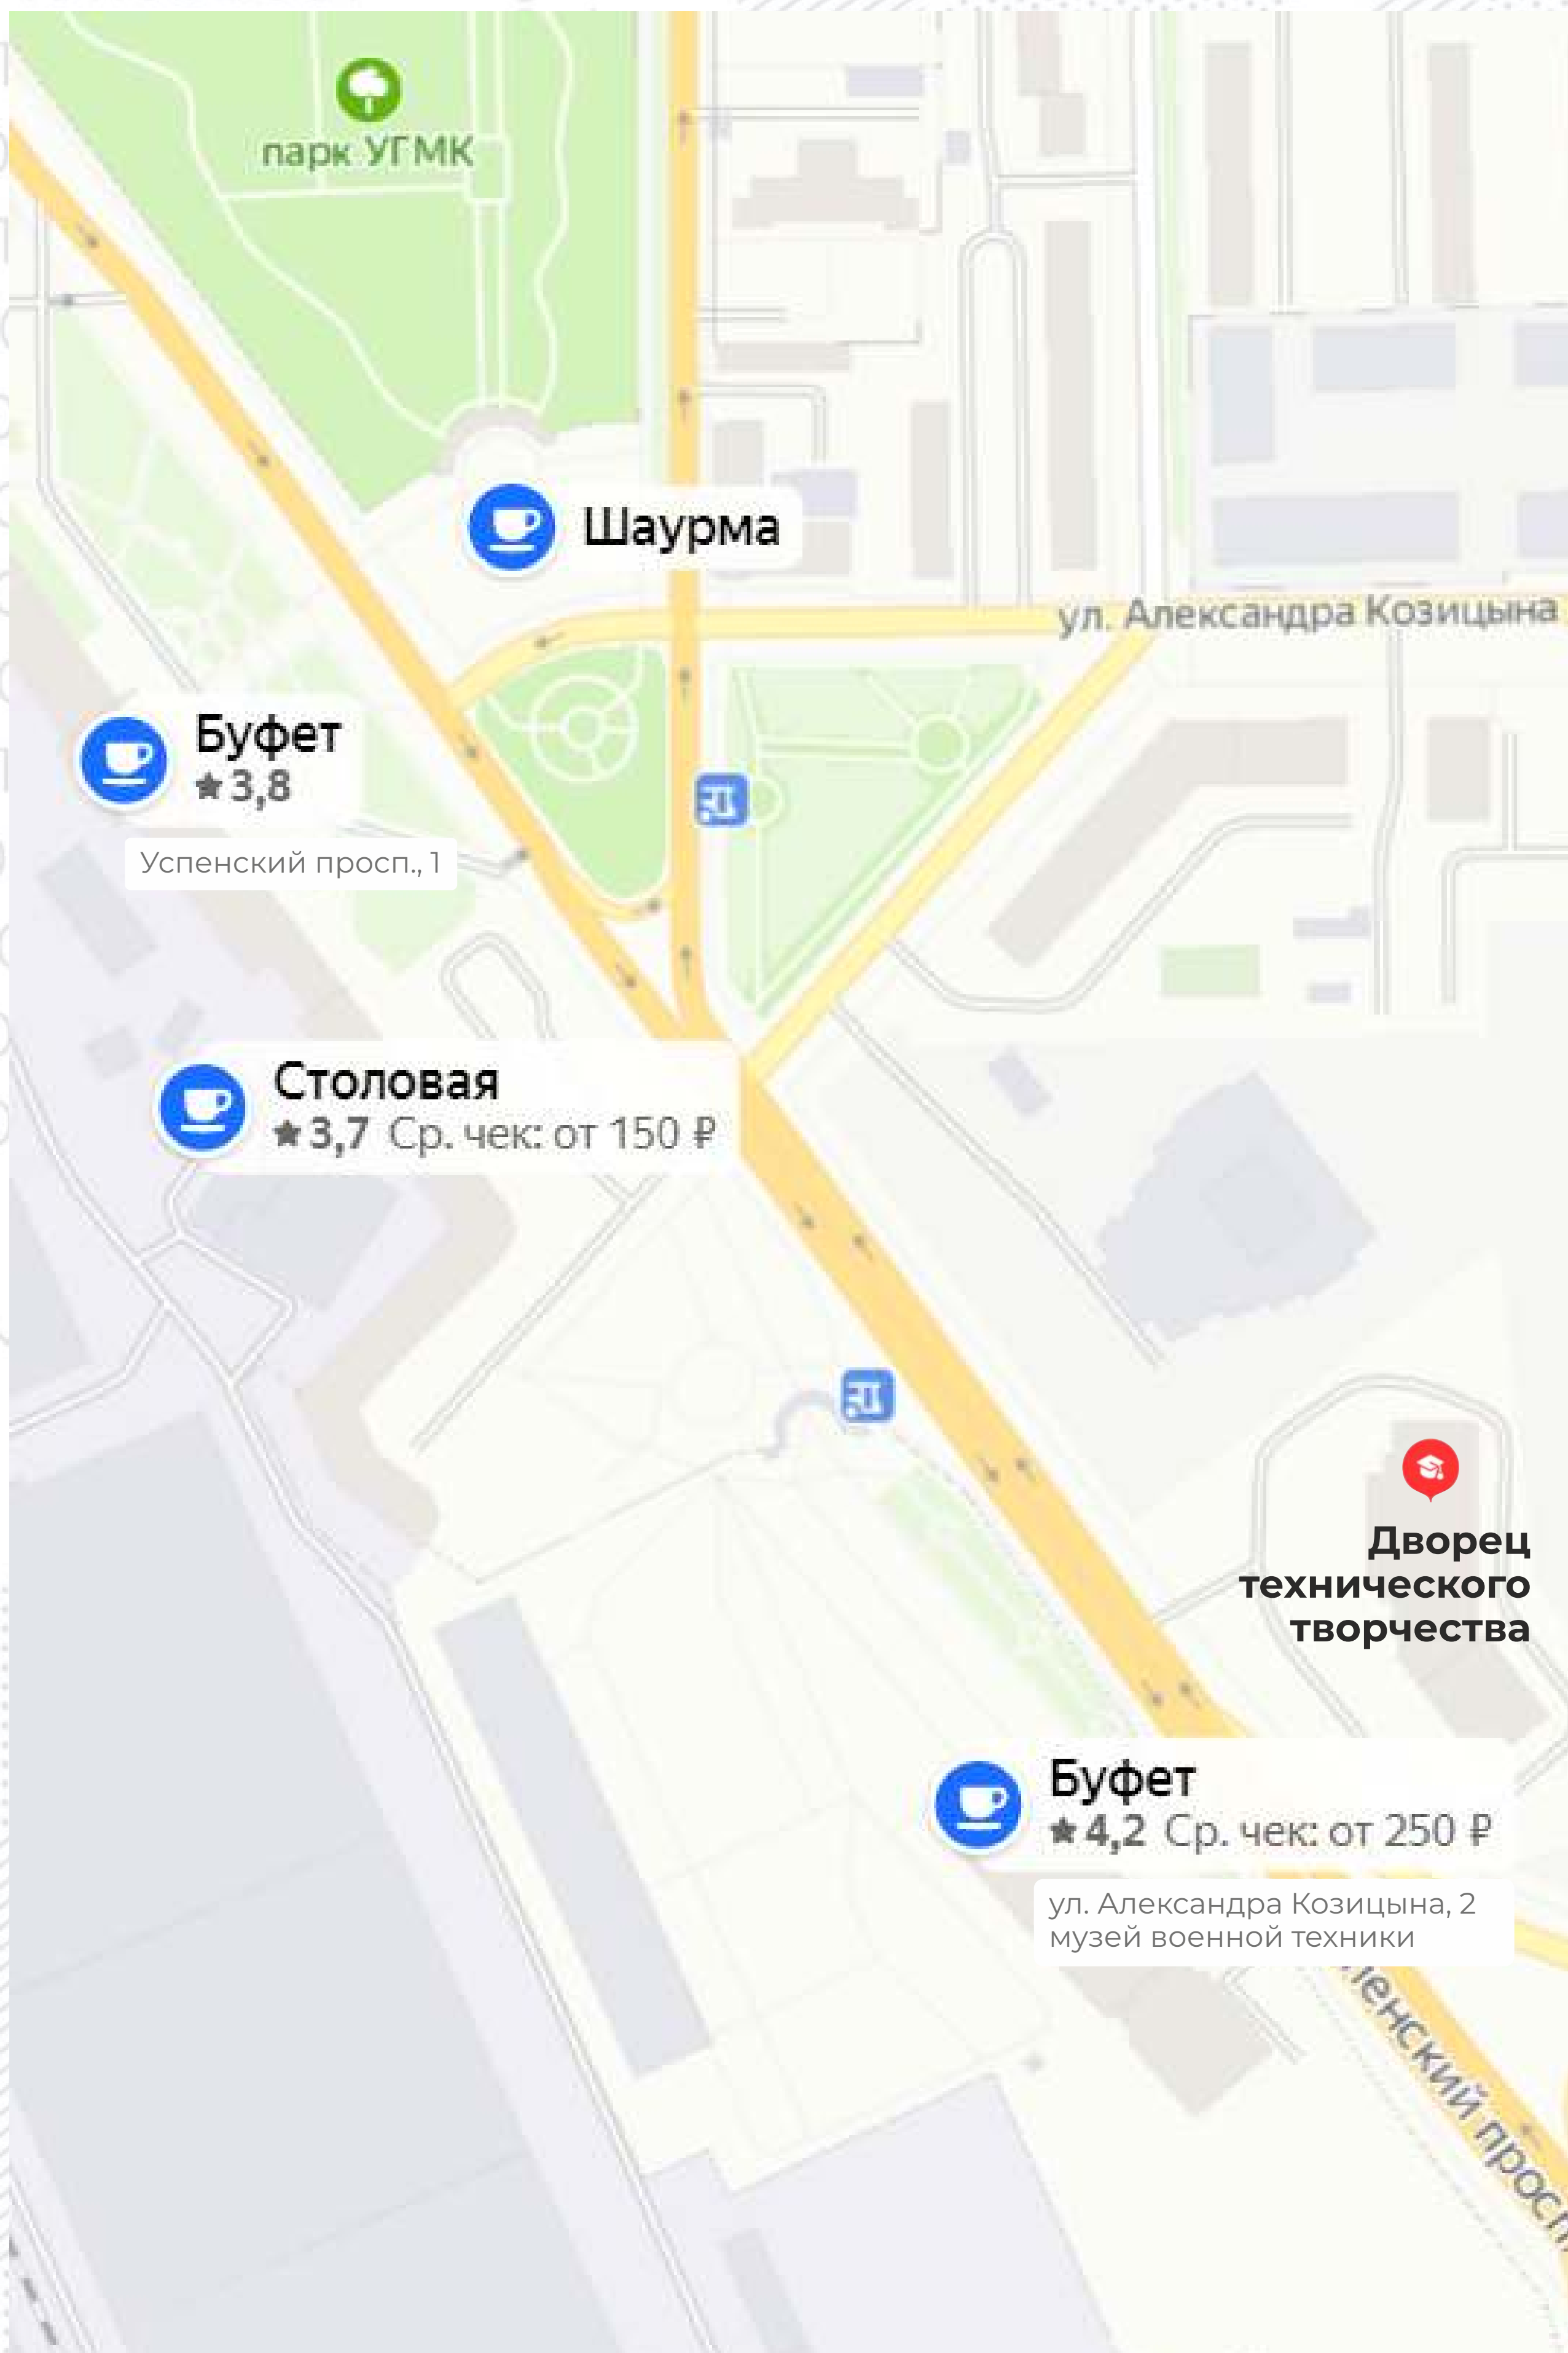 парк УГМК
Шаурма
ул. Александра Козицына
Буфет
3,8
Успенский просп., 1
Столовая
3,7 Ср. чек: от 150 ₽
Дворец
технического
творчества
Буфет
4,2 Ср. чек: от 250 ₽
ул. Александра Козицына, 2
музей военной техники
пенский просп